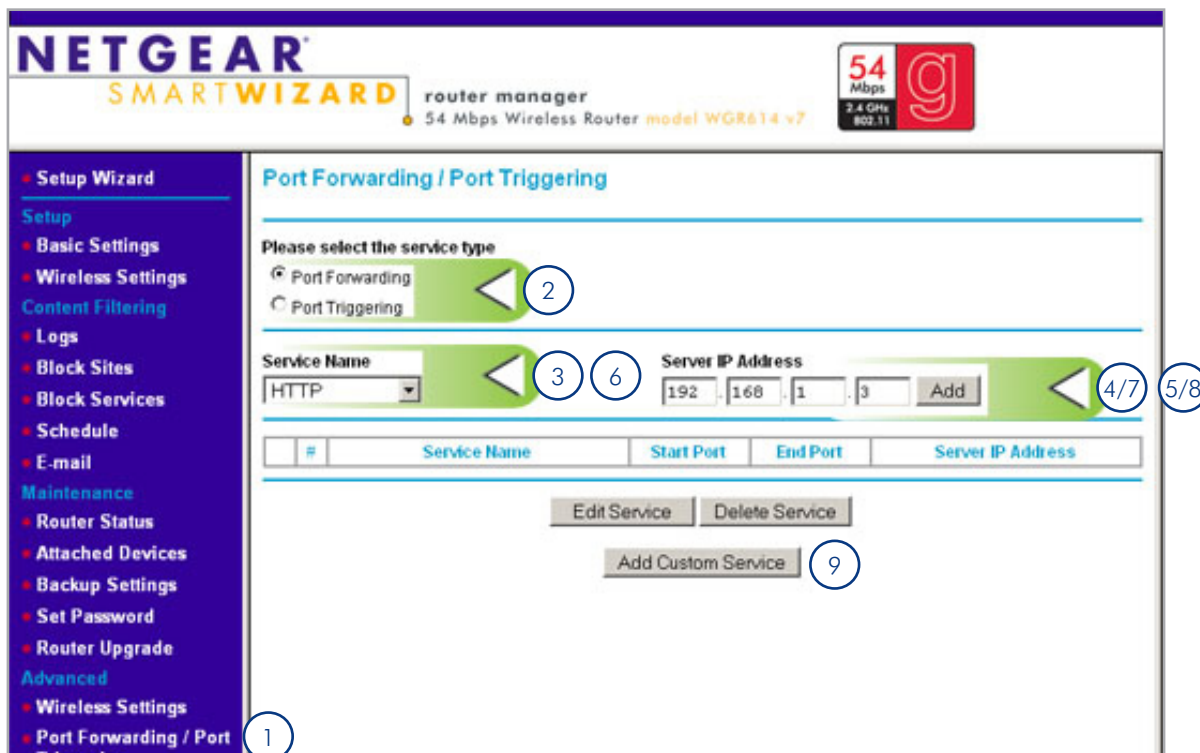 NETGEAR
SMARTWIZARD
router manager
54 Mbps Wireless Router model WGR614 v7
54
Mbps
2.4 GHz
802.11
g
Setup Wizard
Setup
Basic Settings
Wireless Settings
Content Filtering
Logs
Block Sites
Block Services
Schedule
E-mail
Maintenance
Router Status
Attached Devices
Backup Settings
Set Password
Router Upgrade
Advanced
Wireless Settings
Port Forwarding / Port
1
Port Forwarding / Port Triggering
Please select the service type
Port Forwarding
Port Triggering
2
Service Name
HTTP
3 6
Server IP Address
192 . 168 . 1 . 3 Add
4/7 5/8
# Service Name Start Port End Port Server IP Address
Edit Service Delete Service
Add Custom Service 9